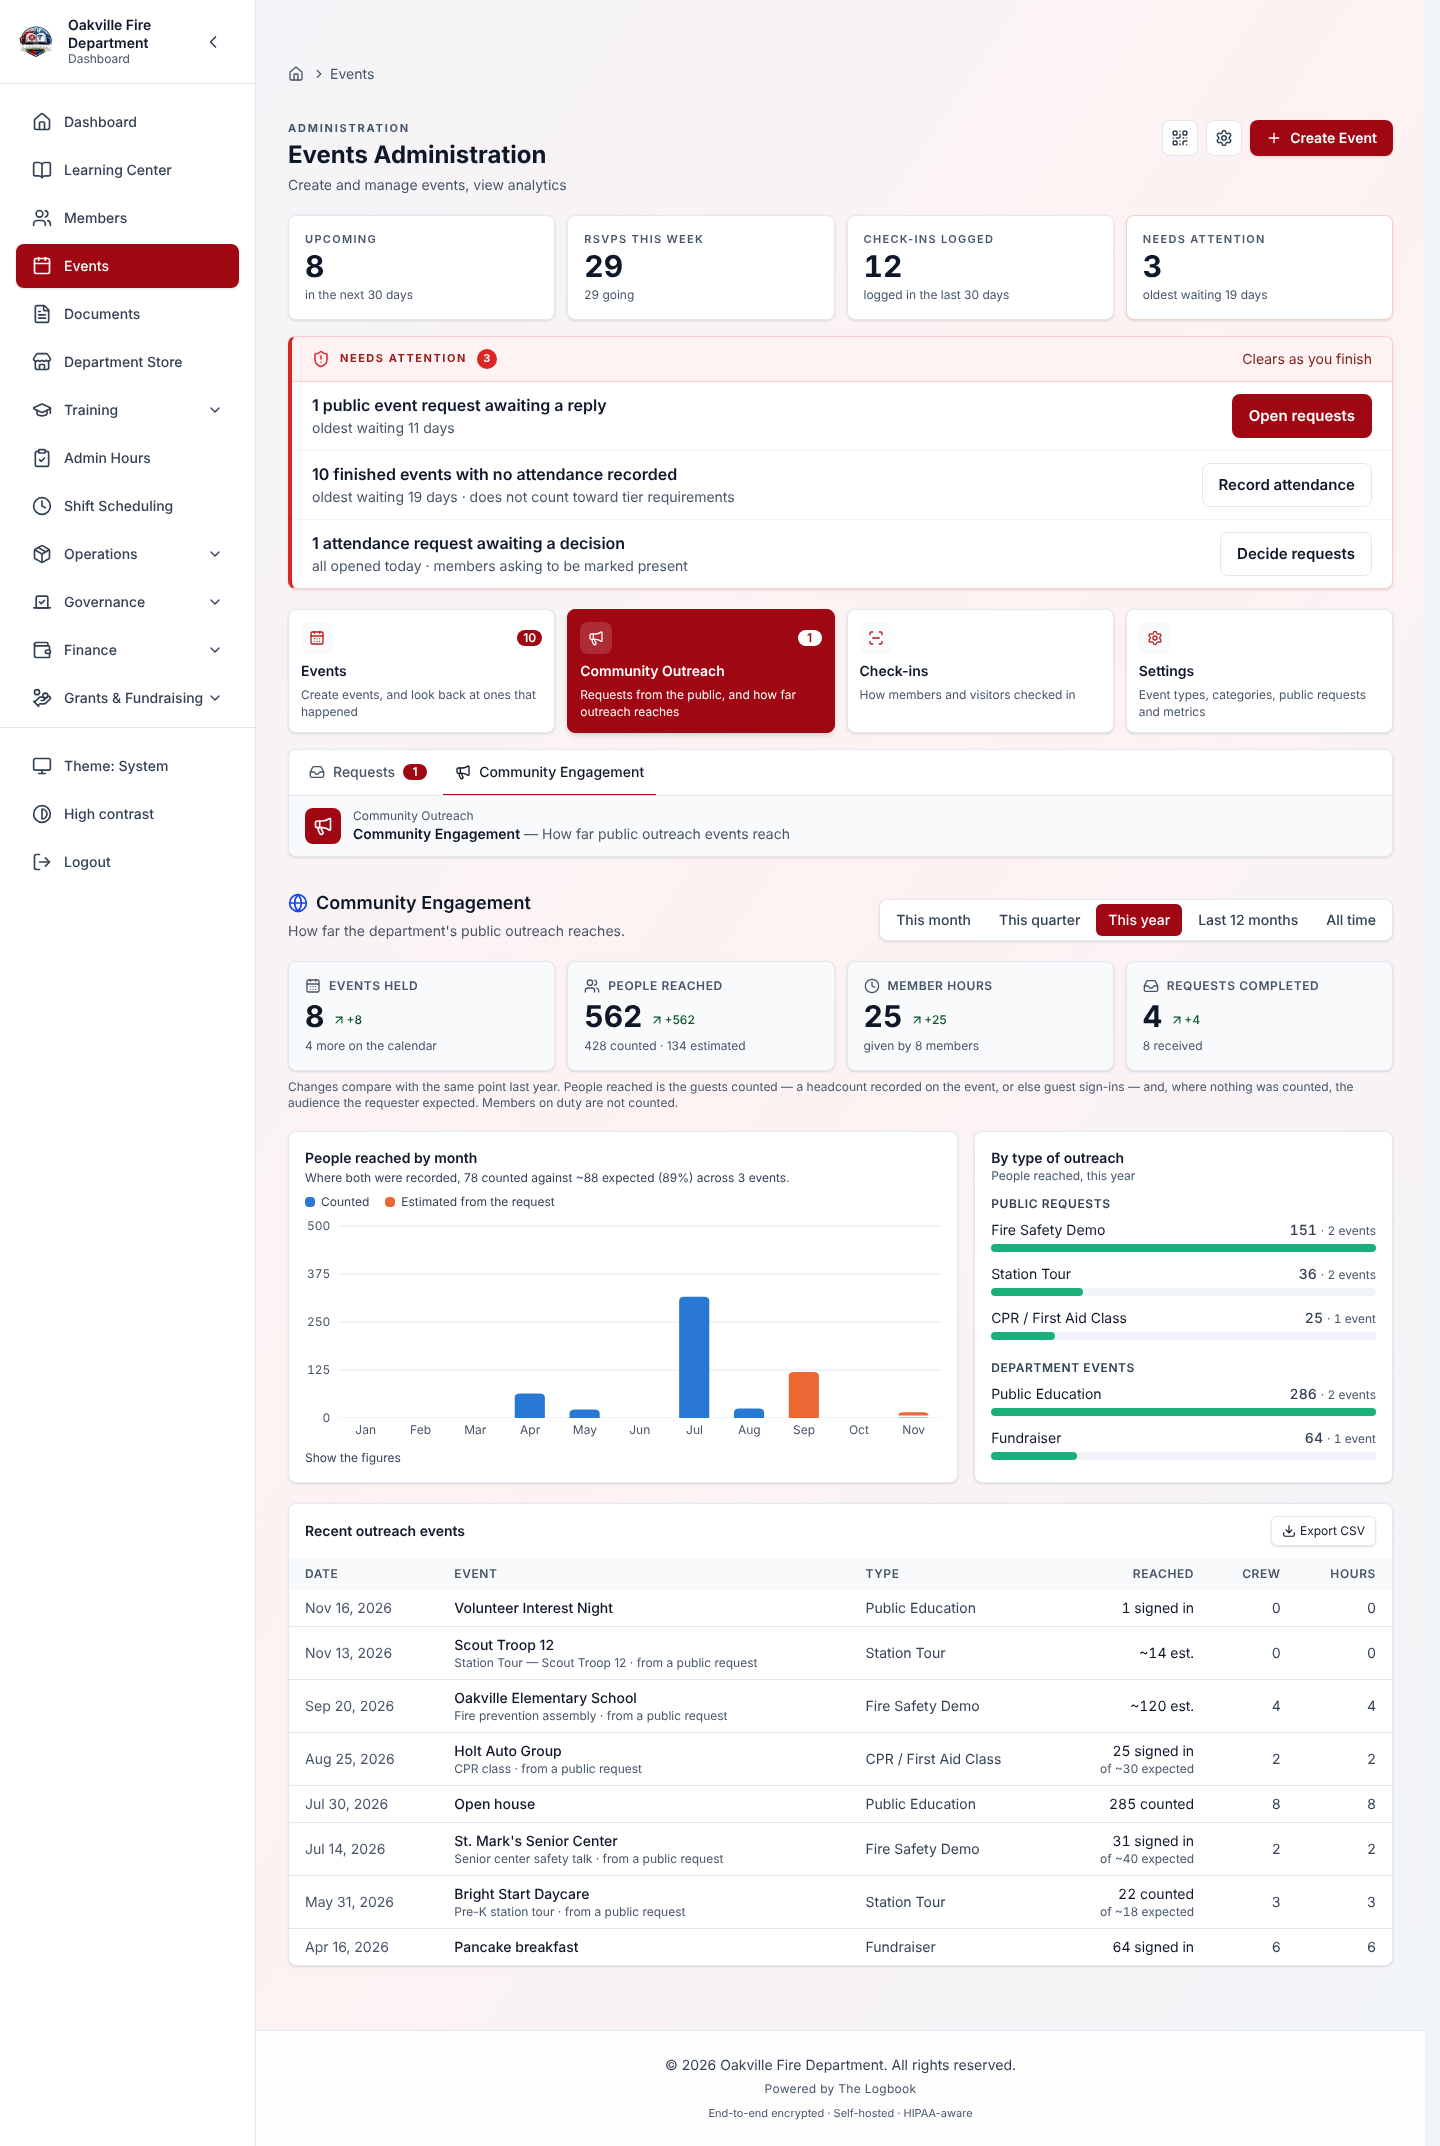 Oakville Fire
Department
Dashboard
Dashboard
Learning Center
Members
Events
Documents
Department Store
Training
Admin Hours
Shift Scheduling
Operations
Governance
Finance
Grants & Fundraising
Theme: System
High contrast
Logout
Events
ADMINISTRATION
Events Administration
Create and manage events, view analytics
Create Event
UPCOMING
8
in the next 30 days
RSVPS THIS WEEK
29
29 going
CHECK-INS LOGGED
12
logged in the last 30 days
NEEDS ATTENTION
3
oldest waiting 19 days
NEEDS ATTENTION 3
Clears as you finish
1 public event request awaiting a reply
oldest waiting 11 days
Open requests
10 finished events with no attendance recorded
oldest waiting 19 days · does not count toward tier requirements
Record attendance
1 attendance request awaiting a decision
all opened today · members asking to be marked present
Decide requests
10
Events
Create events, and look back at ones that
happened
1
Community Outreach
Requests from the public, and how far
outreach reaches
Check-ins
How members and visitors checked in
Settings
Event types, categories, public requests
and metrics
Requests 1 Community Engagement
Community Outreach
Community Engagement — How far public outreach events reach
Community Engagement
How far the department's public outreach reaches.
This month This quarter This year Last 12 months All time
EVENTS HELD
8 +8
4 more on the calendar
PEOPLE REACHED
562 +562
428 counted · 134 estimated
MEMBER HOURS
25 +25
given by 8 members
REQUESTS COMPLETED
4 +4
8 received
Changes compare with the same point last year. People reached is the guests counted — a headcount recorded on the event, or else guest sign-ins — and, where nothing was counted, the
audience the requester expected. Members on duty are not counted.
People reached by month
Where both were recorded, 78 counted against ~88 expected (89%) across 3 events.
Counted Estimated from the request
500
375
250
125
0
Jan Feb Mar Apr May Jun Jul Aug Sep Oct Nov
Show the figures
By type of outreach
People reached, this year
PUBLIC REQUESTS
Fire Safety Demo 151 · 2 events
Station Tour 36 · 2 events
CPR / First Aid Class 25 · 1 event
DEPARTMENT EVENTS
Public Education 286 · 2 events
Fundraiser 64 · 1 event
Recent outreach events
Export CSV
DATE EVENT TYPE REACHED CREW HOURS
Nov 16, 2026 Volunteer Interest Night Public Education 1 signed in 0 0
Nov 13, 2026 Scout Troop 12 Station Tour ~14 est. 0 0
Station Tour — Scout Troop 12 · from a public request
Sep 20, 2026 Oakville Elementary School Fire Safety Demo ~120 est. 4 4
Fire prevention assembly · from a public request
Aug 25, 2026 Holt Auto Group CPR / First Aid Class 25 signed in 2 2
CPR class · from a public request of ~30 expected
Jul 30, 2026 Open house Public Education 285 counted 8 8
Jul 14, 2026 St. Mark's Senior Center Fire Safety Demo 31 signed in 2 2
Senior center safety talk · from a public request of ~40 expected
May 31, 2026 Bright Start Daycare Station Tour 22 counted 3 3
Pre-K station tour · from a public request of ~18 expected
Apr 16, 2026 Pancake breakfast Fundraiser 64 signed in 6 6
© 2026 Oakville Fire Department. All rights reserved.
Powered by The Logbook
End-to-end encrypted · Self-hosted · HIPAA-aware